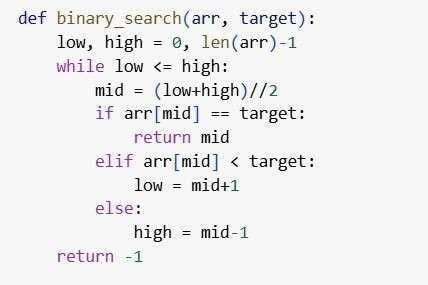 def binary_search(arr, target):
    low, high = 0, len(arr)-1
    while low <= high:
        mid = (low+high)//2
        if arr[mid] == target:
            return mid
        elif arr[mid] < target:
            low = mid+1
        else:
            high = mid-1
    return -1